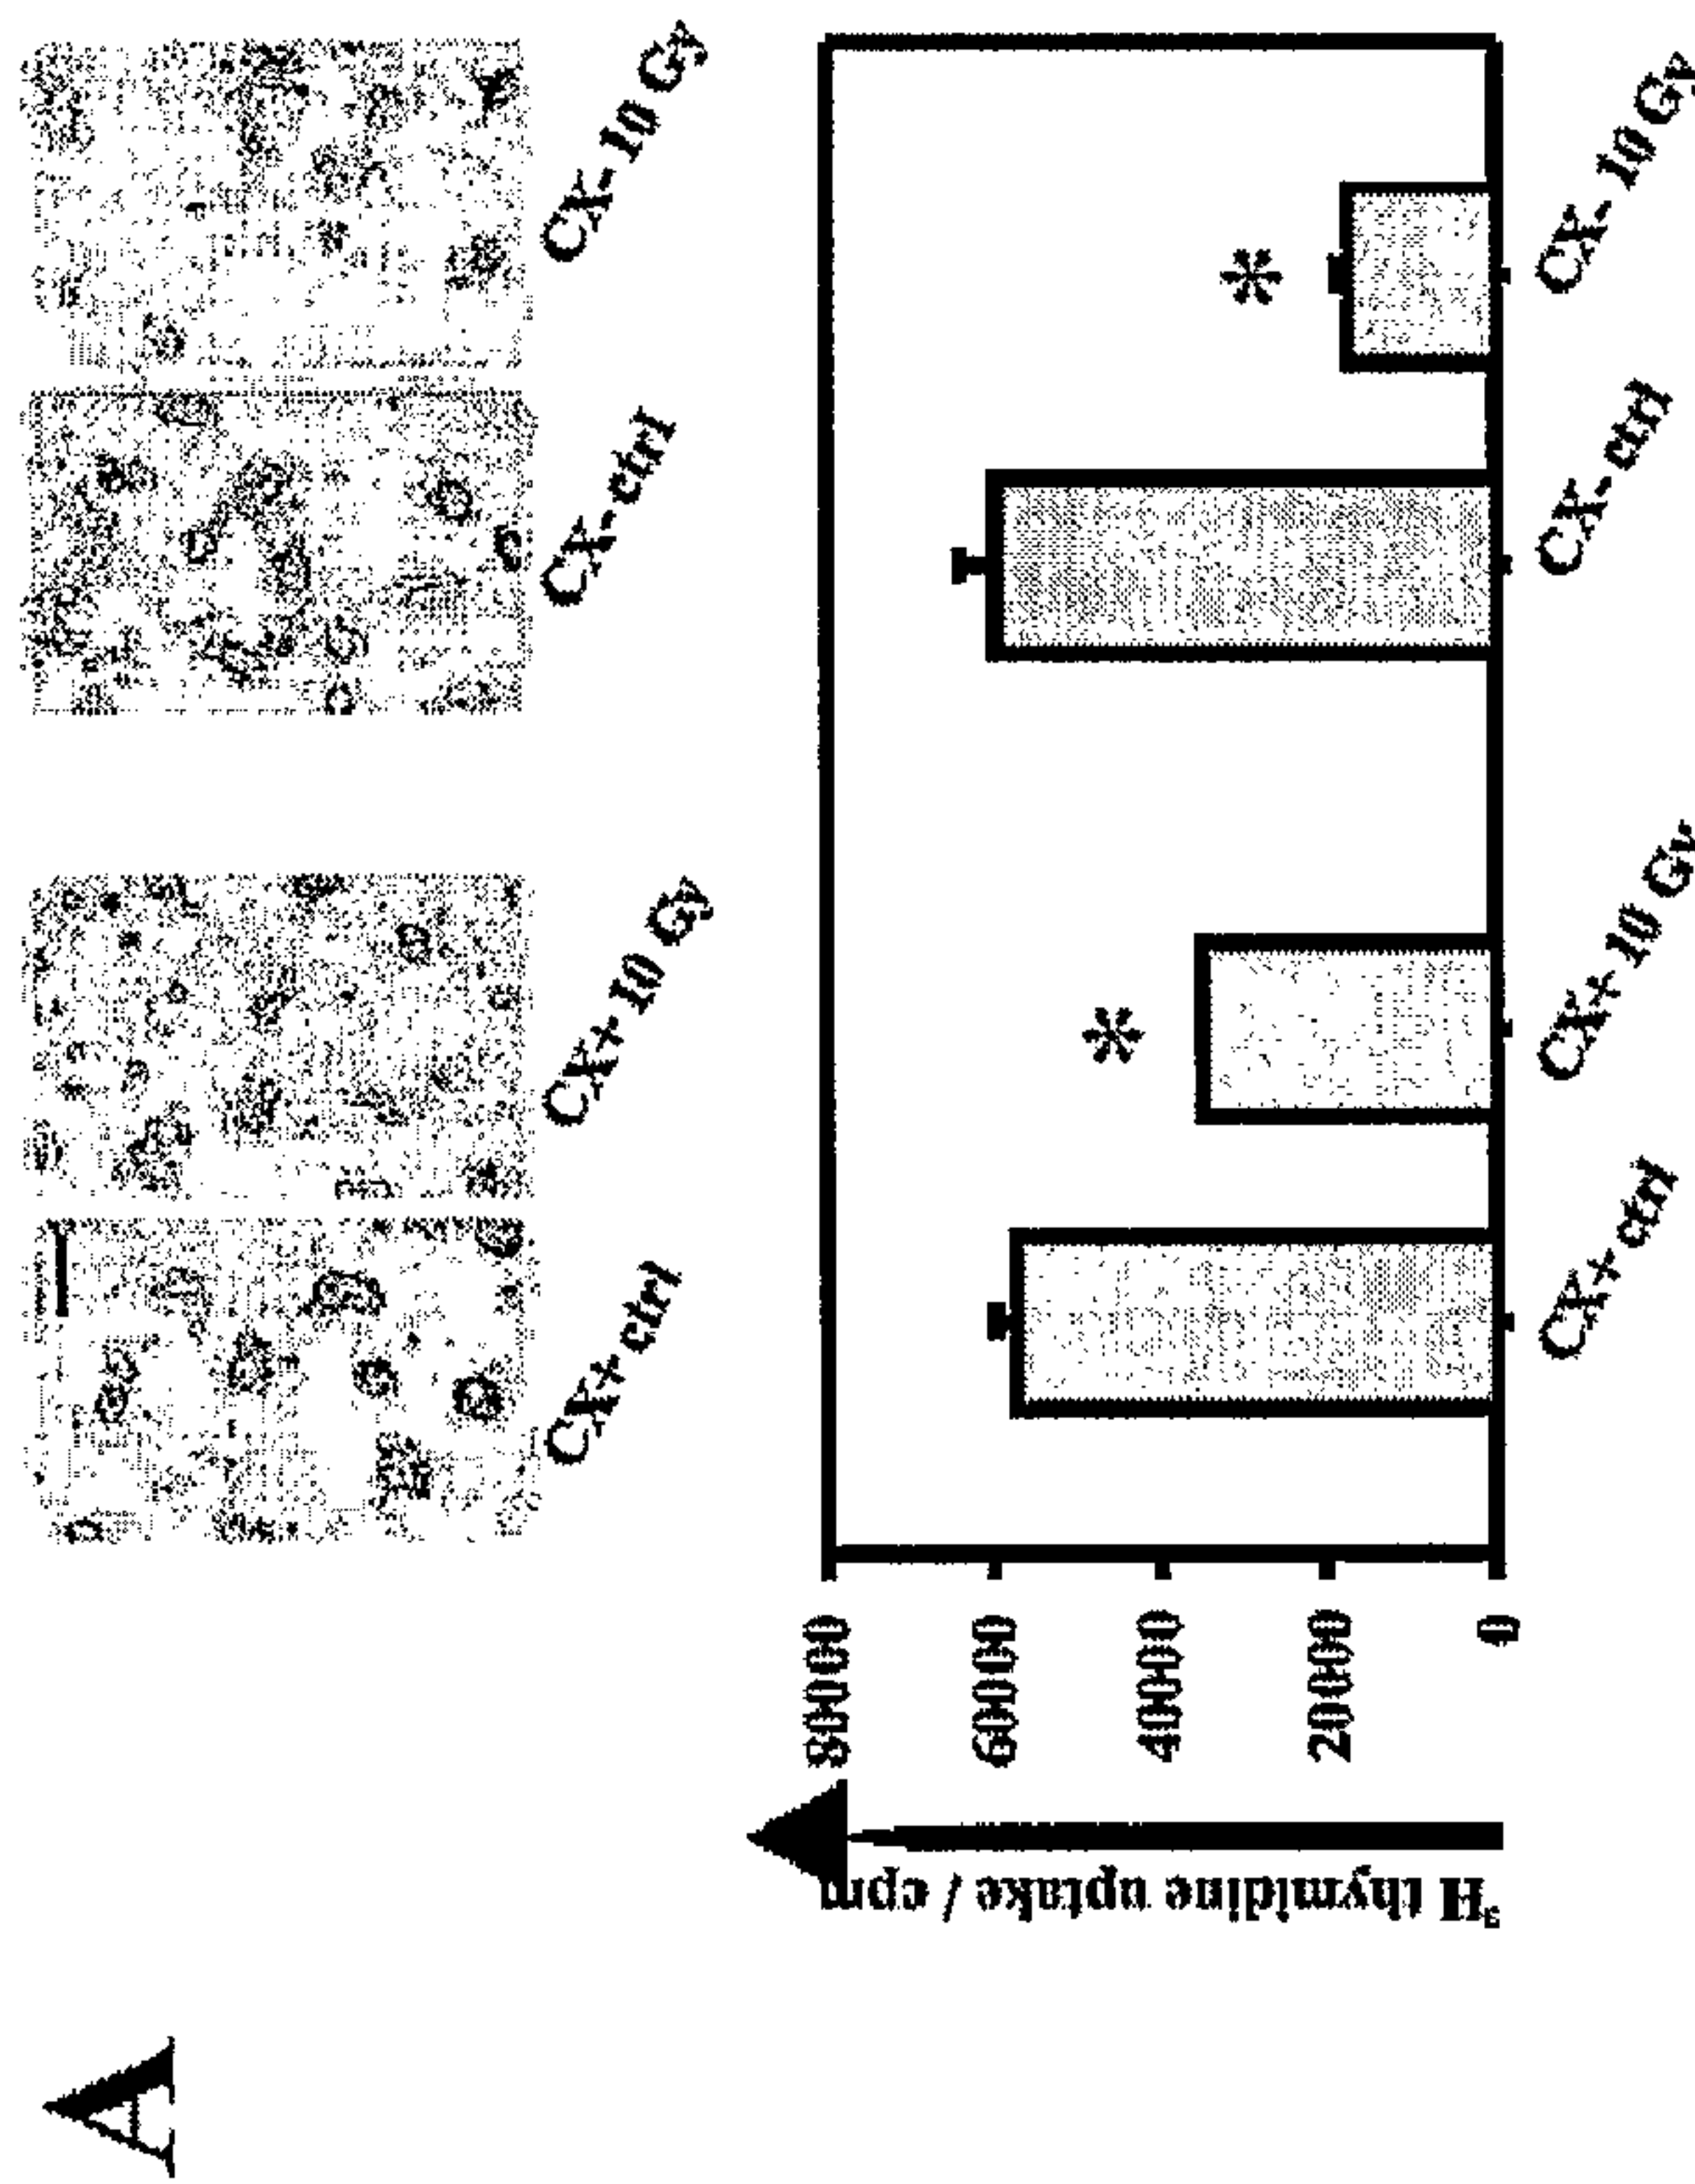 A
CX+ctrl
CX+10 Gy
CX-ctrl
CX-10 Gy
³H thymidine uptake / cpm
80000
60000
40000
20000
0
*
*
CX+ctrl
CX+10 Gy
CX-ctrl
CX-10 Gy